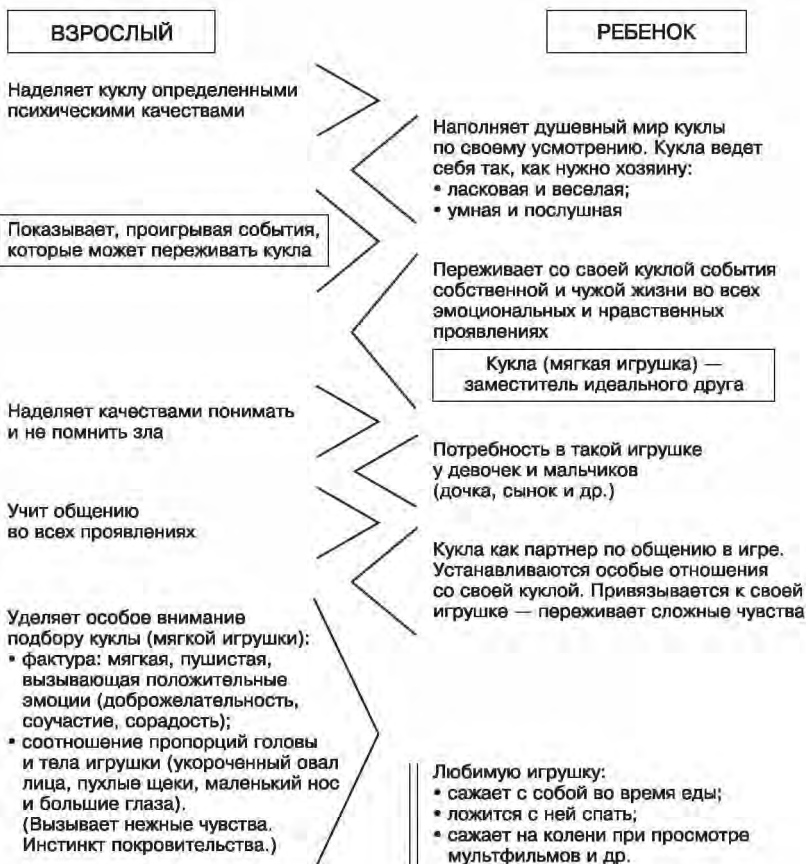 ВЗРОСЛЫЙ
РЕБЕНОК
Наделяет куклу определенными
психическими качествами
Наполняет душевный мир куклы
по своему усмотрению. Кукла ведет
себя так, как нужно хозяину:
• ласковая и веселая;
• умная и послушная
Показывает, проигрывая события,
которые может переживать кукла
Переживает со своей куклой события
собственной и чужой жизни во всех
эмоциональных и нравственных
проявлениях
Кукла (мягкая игрушка) —
заместитель идеального друга
Наделяет качествами понимать
и не помнить зла
Потребность в такой игрушке
у девочек и мальчиков
(дочка, сынок и др.)
Учит общению
во всех проявлениях
Кукла как партнер по общению в игре.
Устанавливаются особые отношения
со своей куклой. Привязывается к своей
игрушке — переживает сложные чувства
Уделяет особое внимание
подбору куклы (мягкой игрушки):
• фактура: мягкая, пушистая,
вызывающая положительные
эмоции (доброжелательность,
соучастие, сорадость);
• соотношение пропорций головы
и тела игрушки (укороченный овал
лица, пухлые щеки, маленький нос
и большие глаза).
(Вызывает нежные чувства.
Инстинкт покровительства.)
Любимую игрушку:
• сажает с собой во время еды;
• ложится с ней спать;
• сажает на колени при просмотре
мультфильмов и др.